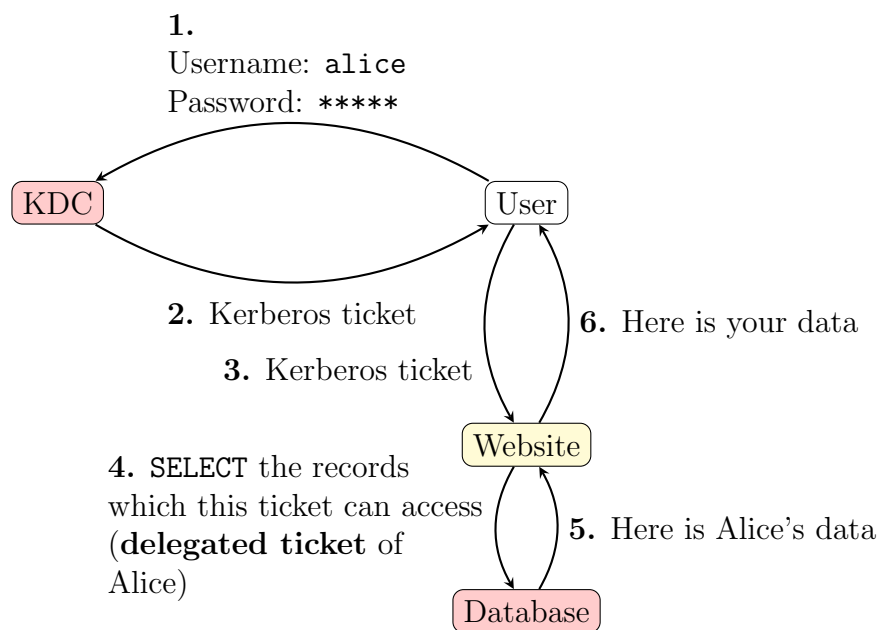 1.
Username: alice
Password: *****
KDC
User
2. Kerberos ticket
6. Here is your data
3. Kerberos ticket
Website
4. SELECT the records
which this ticket can access
(delegated ticket of
Alice)
5. Here is Alice's data
Database